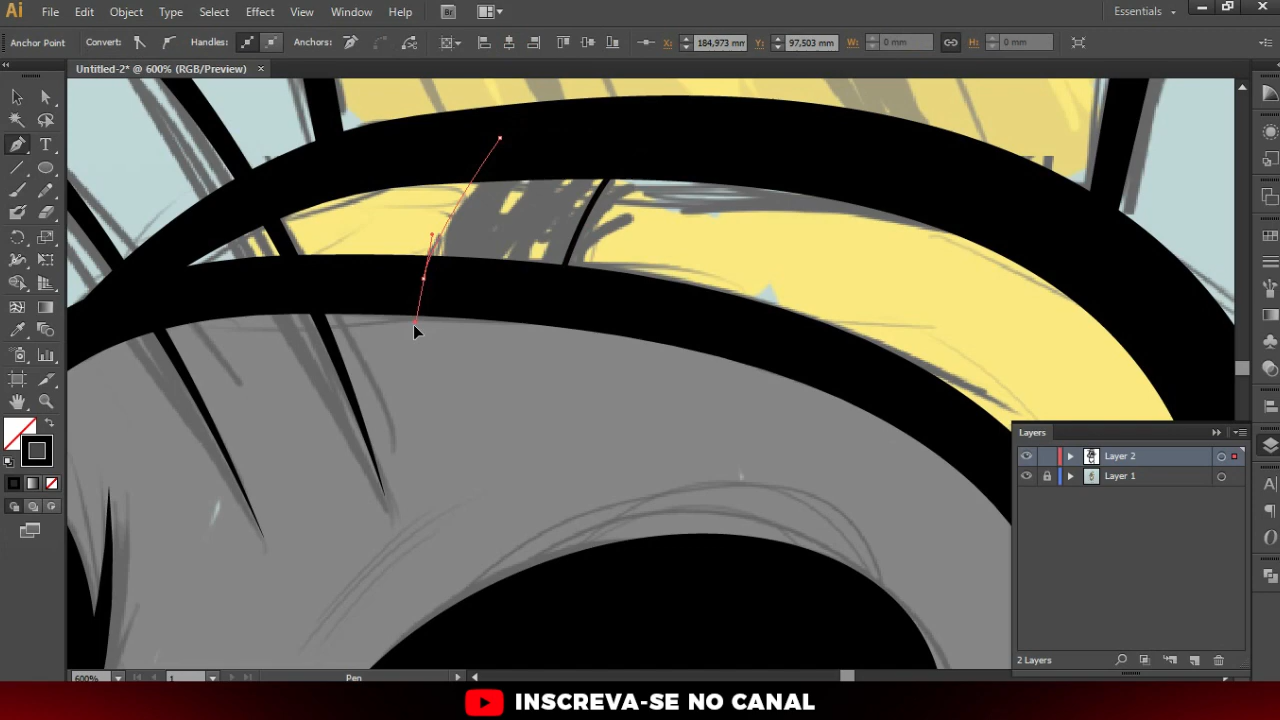 Ai File Edit Object Type Select Effect View Window Help Br Essentials
Anchor Point Convert: Handles: Anchors: X: 184,973 mm Y: 97,503 mm W: 0 mm H: 0 mm
Untitled-2* @ 600% (RGB/Preview) ×
Layers
Layer 2
Layer 1
2 Layers
600% 1 Pen
INSCREVA-SE NO CANAL